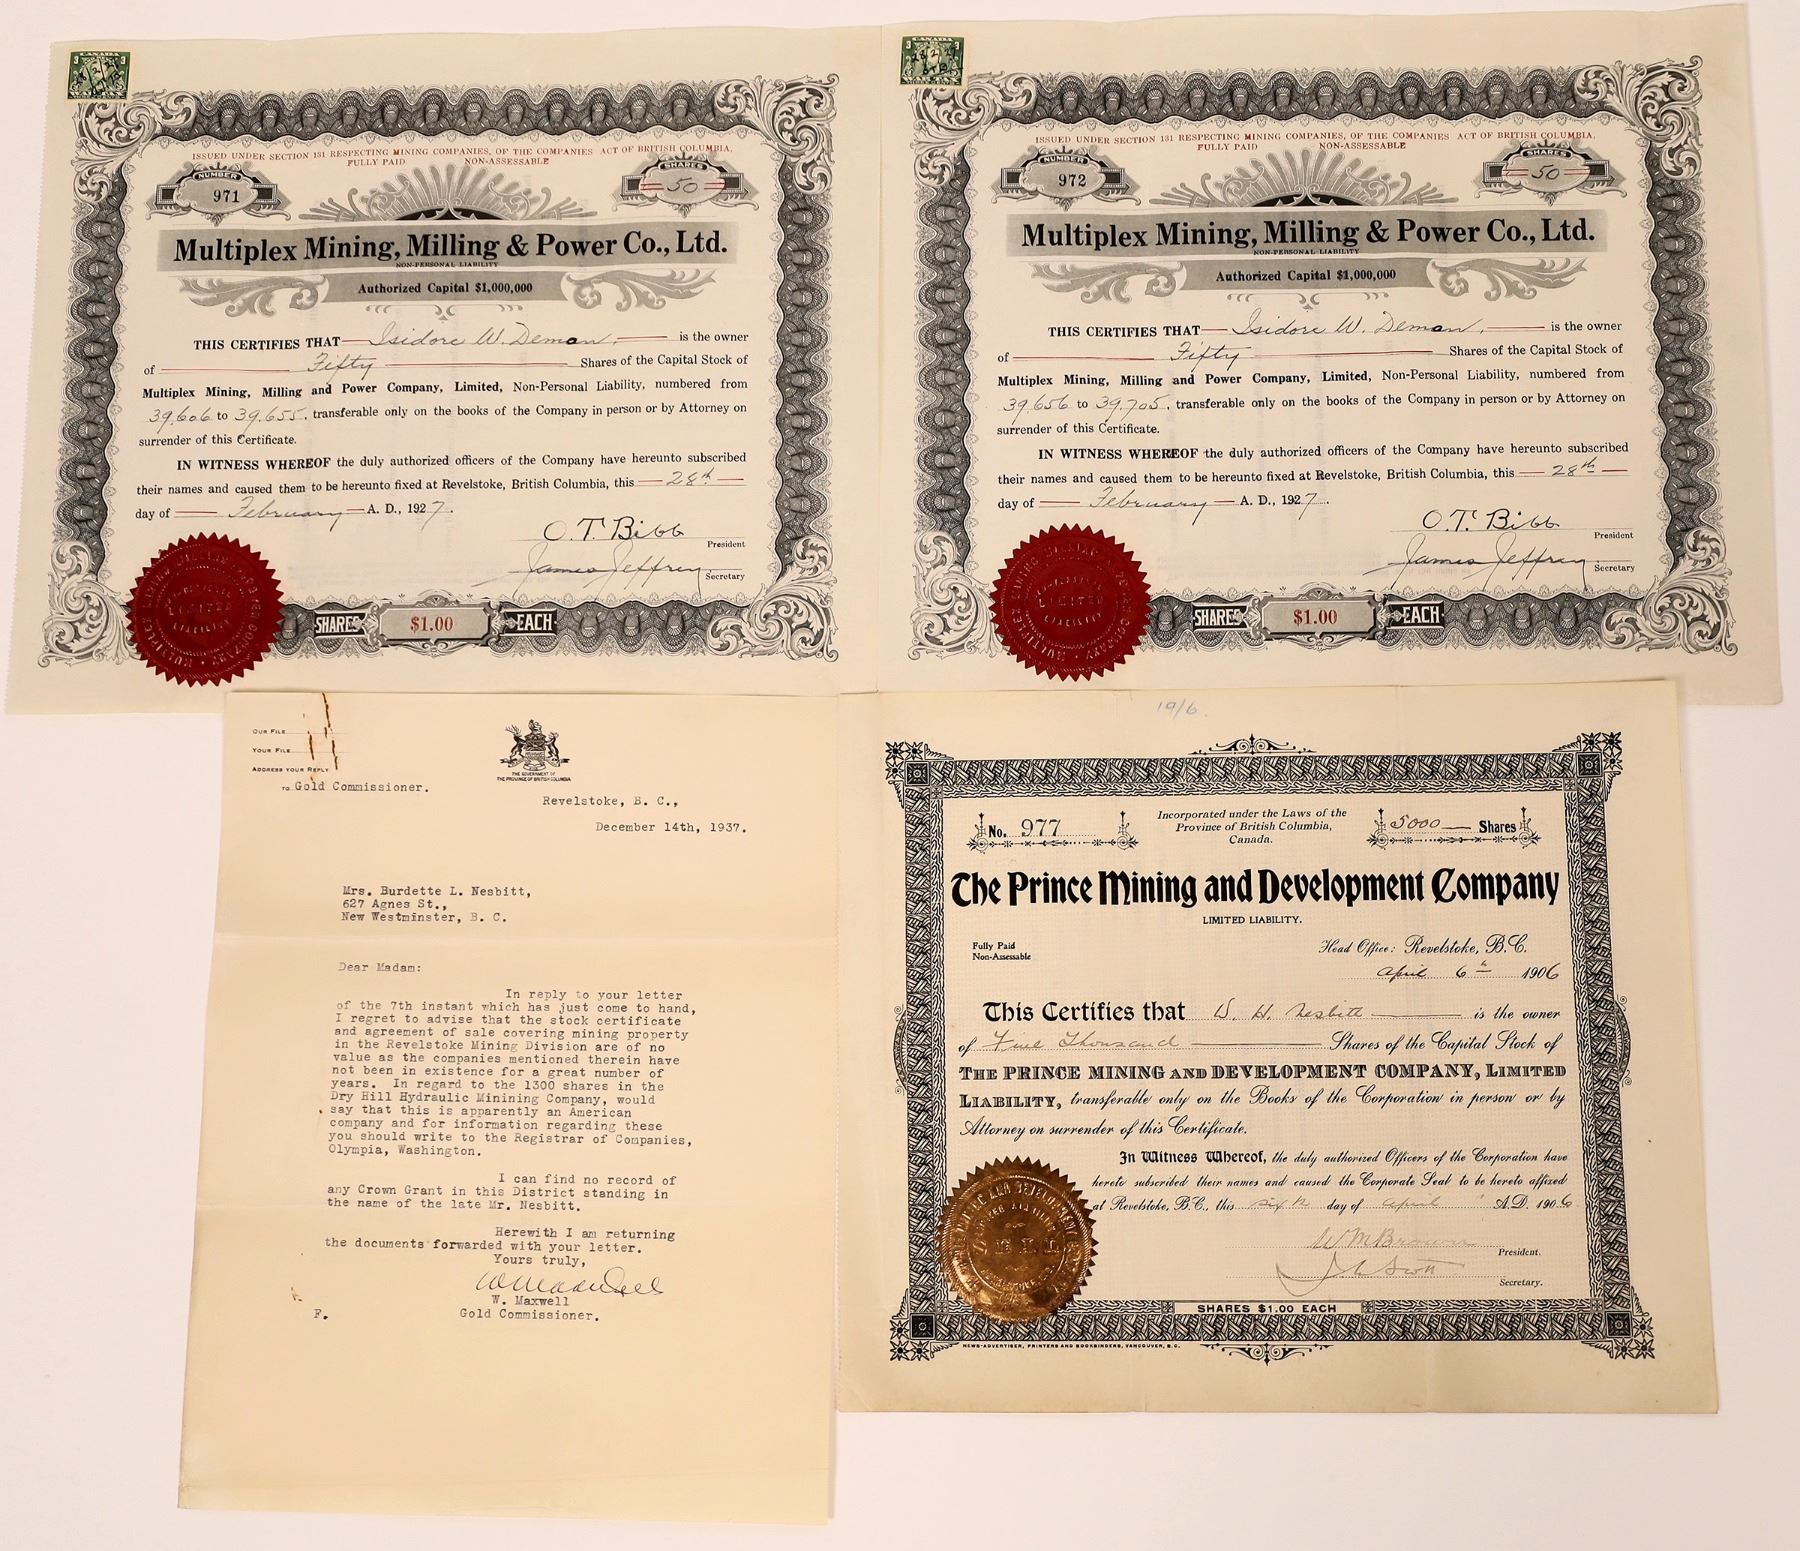 CANADA
3 3
ISSUED UNDER SECTION 131 RESPECTING MINING COMPANIES, OF THE COMPANIES ACT OF BRITISH COLUMBIA,
FULLY PAID NON-ASSESSABLE
NUMBER
971
SHARES
50
Multiplex Mining, Milling & Power Co., Ltd.
NON-PERSONAL LIABILITY
Authorized Capital $1,000,000
THIS CERTIFIES THAT Isidore W. Deman, is the owner
of Fifty Shares of the Capital Stock of
Multiplex Mining, Milling and Power Company, Limited, Non-Personal Liability, numbered from
39,606 to 39,655, transferable only on the books of the Company in person or by Attorney on
surrender of this Certificate.
IN WITNESS WHEREOF the duly authorized officers of the Company have hereunto subscribed
their names and caused them to be hereunto fixed at Revelstoke, British Columbia, this 28th
day of February A. D., 1927.
O.T. Bibb
President
James Jeffrey
Secretary
SHARES $1.00 EACH
3 3
ISSUED UNDER SECTION 131 RESPECTING MINING COMPANIES, OF THE COMPANIES ACT OF BRITISH COLUMBIA,
FULLY PAID NON-ASSESSABLE
NUMBER
972
SHARES
50
Multiplex Mining, Milling & Power Co., Ltd.
NON-PERSONAL LIABILITY
Authorized Capital $1,000,000
THIS CERTIFIES THAT Isidore W. Deman, is the owner
of Fifty Shares of the Capital Stock of
Multiplex Mining, Milling and Power Company, Limited, Non-Personal Liability, numbered from
39,656 to 39,705, transferable only on the books of the Company in person or by Attorney on
surrender of this Certificate.
IN WITNESS WHEREOF the duly authorized officers of the Company have hereunto subscribed
their names and caused them to be hereunto fixed at Revelstoke, British Columbia, this 28th
day of February A. D., 1927.
O.T. Bibb
President
James Jeffrey
Secretary
SHARES $1.00 EACH
OUR FILE
YOUR FILE
ADDRESS YOUR REPLY
TO Gold Commissioner.
THE GOVERNMENT OF
THE PROVINCE OF BRITISH COLUMBIA
Revelstoke, B. C.,
December 14th, 1937.
Mrs. Burdette L. Nesbitt,
627 Agnes St.,
New Westminster, B. C.
Dear Madam:
In reply to your letter
of the 7th instant which has just come to hand,
I regret to advise that the stock certificate
and agreement of sale covering mining property
in the Revelstoke Mining Division are of no
value as the companies mentioned therein have
not been in existence for a great number of
years. In regard to the 1300 shares in the
Dry Hill Hydraulic Minining Company, would
say that this is apparently an American
company and for information regarding these
you should write to the Registrar of Companies,
Olympia, Washington.
I can find no record of
any Crown Grant in this District standing in
the name of the late Mr. Nesbitt.
Herewith I am returning
the documents forwarded with your letter.
Yours truly,
W Maxwell
W. Maxwell
F. Gold Commissioner.
19/6
No. 977
Incorporated under the Laws of the
Province of British Columbia,
Canada.
5000 Shares
The Prince Mining and Development Company
LIMITED LIABILITY.
Fully Paid
Non-Assessable
Head Office: Revelstoke, B.C.
April 6th 1906
This Certifies that W. H. Nesbitt is the owner
of Five Thousand Shares of the Capital Stock of
THE PRINCE MINING AND DEVELOPMENT COMPANY, LIMITED
LIABILITY, transferable only on the Books of the Corporation in person or by
Attorney on surrender of this Certificate.
In Witness Whereof, the duly authorized Officers of the Corporation have
hereto subscribed their names and caused the Corporate Seal to be hereto affixed
at Revelstoke, B.C., this sixth day of April A.D. 1906
W M Brown
President.
Scott
Secretary.
SHARES $1.00 EACH
NEWS-ADVERTISER, PRINTERS AND BOOKBINDERS, VANCOUVER, B.C.